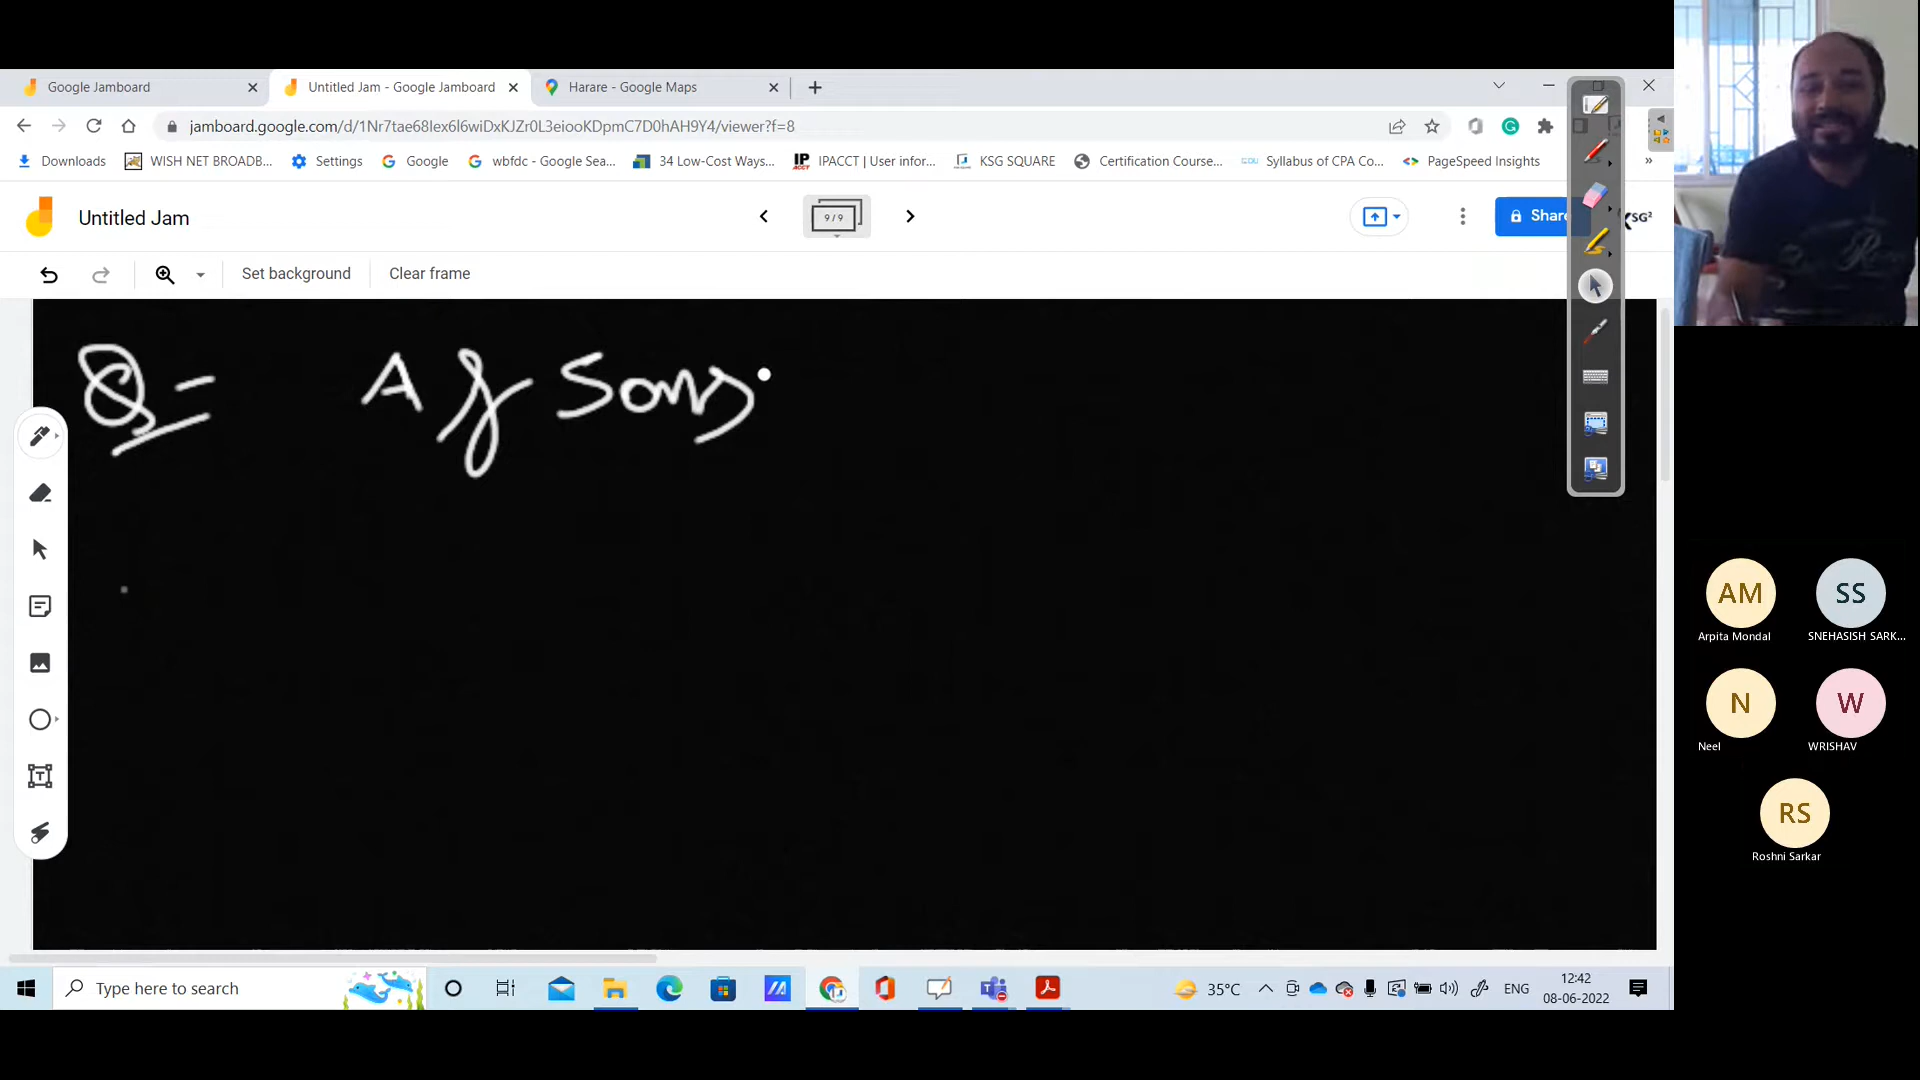 Google Jamboard
Untitled Jam - Google Jamboard
Harare - Google Maps
jamboard.google.com/d/1Nr7tae68Iex6l6wiDxKJZr0L3eiooKDpmC7D0hAH9Y4/viewer?f=8
Downloads WISH NET BROADB... Settings Google wbfdc - Google Sea... 34 Low-Cost Ways... IPACCT | User infor... KSG SQUARE Certification Course... Syllabus of CPA Co... PageSpeed Insights »
Untitled Jam
9 / 9
Share
SG²
Set background Clear frame
Q= A & Sons
AM
Arpita Mondal
SS
SNEHASISH SARK...
N
Neel
W
WRISHAV
RS
Roshni Sarkar
Type here to search
35°C
ENG
12:42
08-06-2022